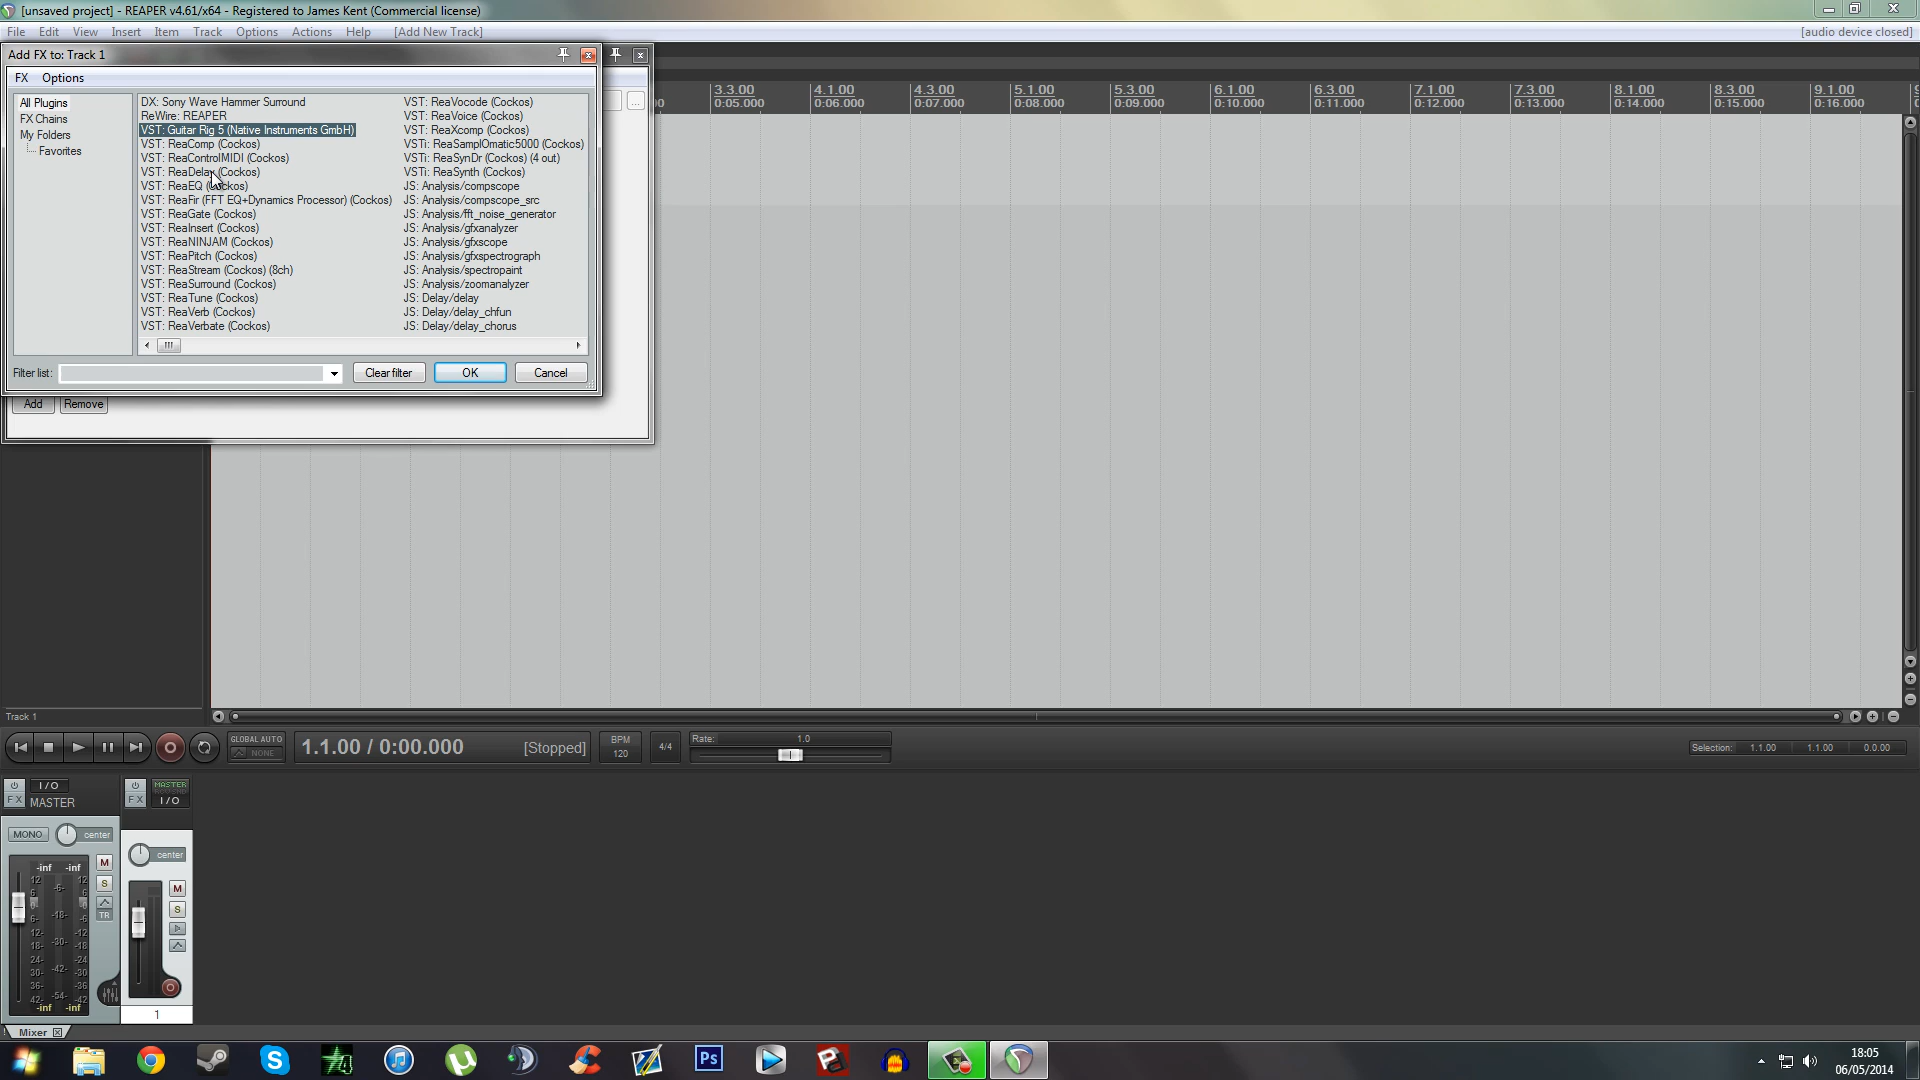 [unsaved project] - REAPER v4.61/x64 - Registered to James Kent (Commercial license)
File Edit View Insert Item Track Options Actions Help [Add New Track] [audio device closed]
Add FX to: Track 1
FX Options
All Plugins
FX Chains
My Folders
Favorites
DX: Sony Wave Hammer Surround
ReWire: REAPER
VST: Guitar Rig 5 (Native Instruments GmbH)
VST: ReaComp (Cockos)
VST: ReaControlMIDI (Cockos)
VST: ReaDelay (Cockos)
VST: ReaEQ (Cockos)
VST: ReaFir (FFT EQ+Dynamics Processor) (Cockos)
VST: ReaGate (Cockos)
VST: ReaInsert (Cockos)
VST: ReaNINJAM (Cockos)
VST: ReaPitch (Cockos)
VST: ReaStream (Cockos) (8ch)
VST: ReaSurround (Cockos)
VST: ReaTune (Cockos)
VST: ReaVerb (Cockos)
VST: ReaVerbate (Cockos)
VST: ReaVocode (Cockos)
VST: ReaVoice (Cockos)
VST: ReaXcomp (Cockos)
VSTi: ReaSamplOmatic5000 (Cockos)
VSTi: ReaSynDr (Cockos) (4 out)
VSTi: ReaSynth (Cockos)
JS: Analysis/compscope
JS: Analysis/compscope_src
JS: Analysis/fft_noise_generator
JS: Analysis/gfxanalyzer
JS: Analysis/gfxscope
JS: Analysis/gfxspectrograph
JS: Analysis/spectropaint
JS: Analysis/zoomanalyzer
JS: Delay/delay
JS: Delay/delay_chfun
JS: Delay/delay_chorus
Filter list: Clear filter OK Cancel
Add Remove
3.3.00 4.1.00 4.3.00 5.1.00 5.3.00 6.1.00 6.3.00 7.1.00 7.3.00 8.1.00 8.3.00 9.1.00
0:05.000 0:06.000 0:07.000 0:08.000 0:09.000 0:10.000 0:11.000 0:12.000 0:13.000 0:14.000 0:15.000 0:16.000
Track 1
GLOBAL AUTO
NONE
1.1.00 / 0:00.000 [Stopped]
BPM
120
4/4
Rate: 1.0
Selection: 1.1.00 1.1.00 0.0.00
FX I/O
MASTER
MONO center
-inf -inf
12 12
6 -6- 6
0 0
6- -18- -6
12- -12
18- -30- -18
24- -24
30- -42- -30
36- -36
42- -54- -42
-inf -inf
M
S
TR
FX MASTER
I/O
center
M
S
1
Mixer
Ps
18:05
06/05/2014